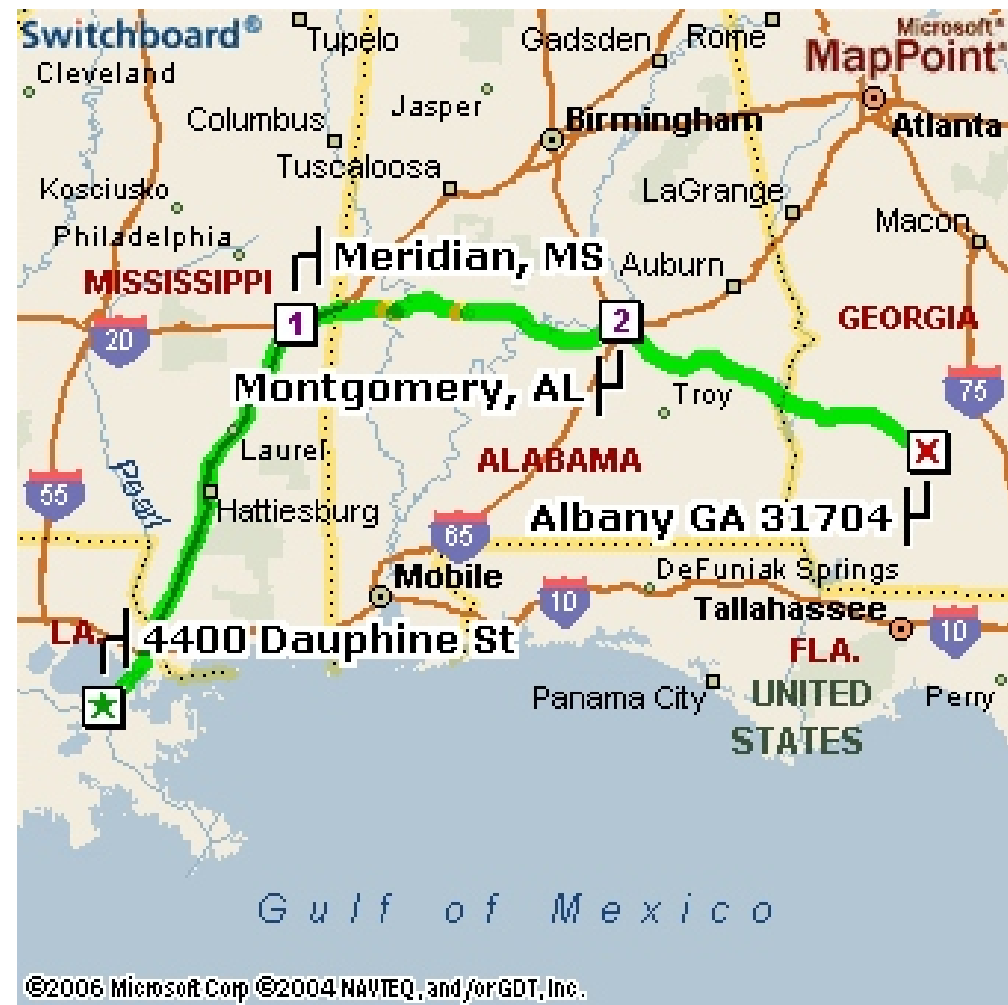 Switchboard®
Microsoft®
MapPoint®
Tupelo
Gadsden
Rome
Cleveland
Jasper
Columbus
Birmingham
Atlanta
Tuscaloosa
Kosciusko
LaGrange
Macon
Philadelphia
Meridian, MS
Auburn
MISSISSIPPI
1
2
GEORGIA
20
Montgomery, AL
Troy
75
Laurel
ALABAMA
Pearl
55
Hattiesburg
Albany GA 31704
65
Mobile
DeFuniak Springs
10
Tallahassee
LA.
4400 Dauphine St
10
FLA.
Panama City
UNITED
STATES
Perry
Gulf of Mexico
©2006 Microsoft Corp ©2004 NAVTEQ, and/or GDT, Inc.